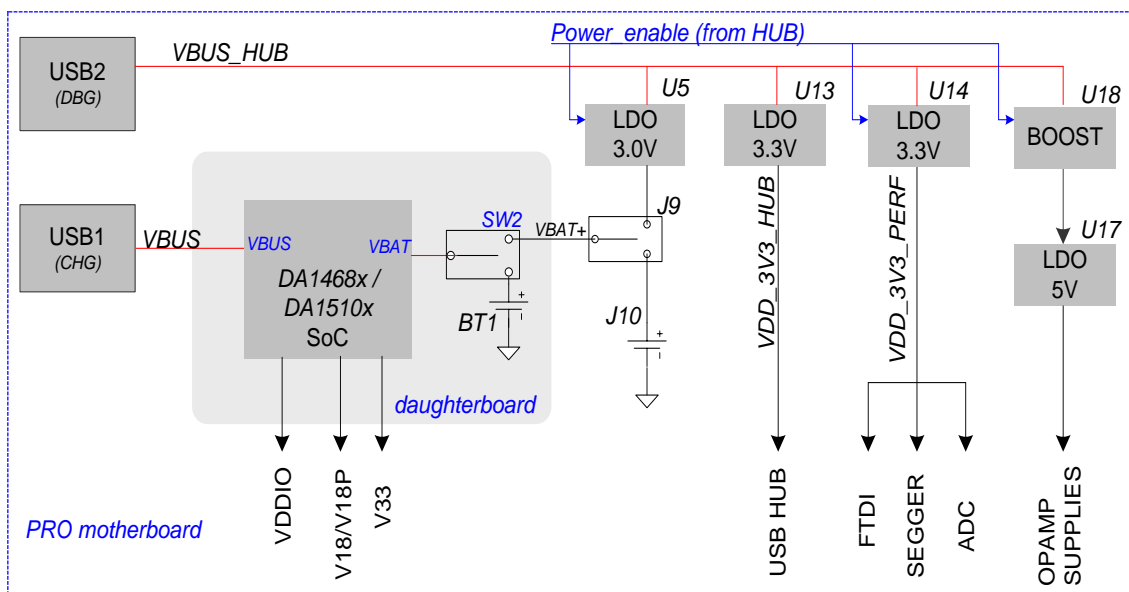 Power_enable (from HUB)
USB2
(DBG)
VBUS_HUB
U5
LDO
3.0V
U13
LDO
3.3V
U14
LDO
3.3V
U18
BOOST
USB1
(CHG)
VBUS
VBUS
VBAT
DA1468x /
DA1510x
SoC
SW2
VBAT+
J9
BT1
+
-
J10
+
-
daughterboard
VDD_3V3_HUB
VDD_3V3_PERF
U17
LDO
5V
VDDIO
V18/V18P
V33
USB HUB
FTDI
SEGGER
ADC
OPAMP
SUPPLIES
PRO motherboard